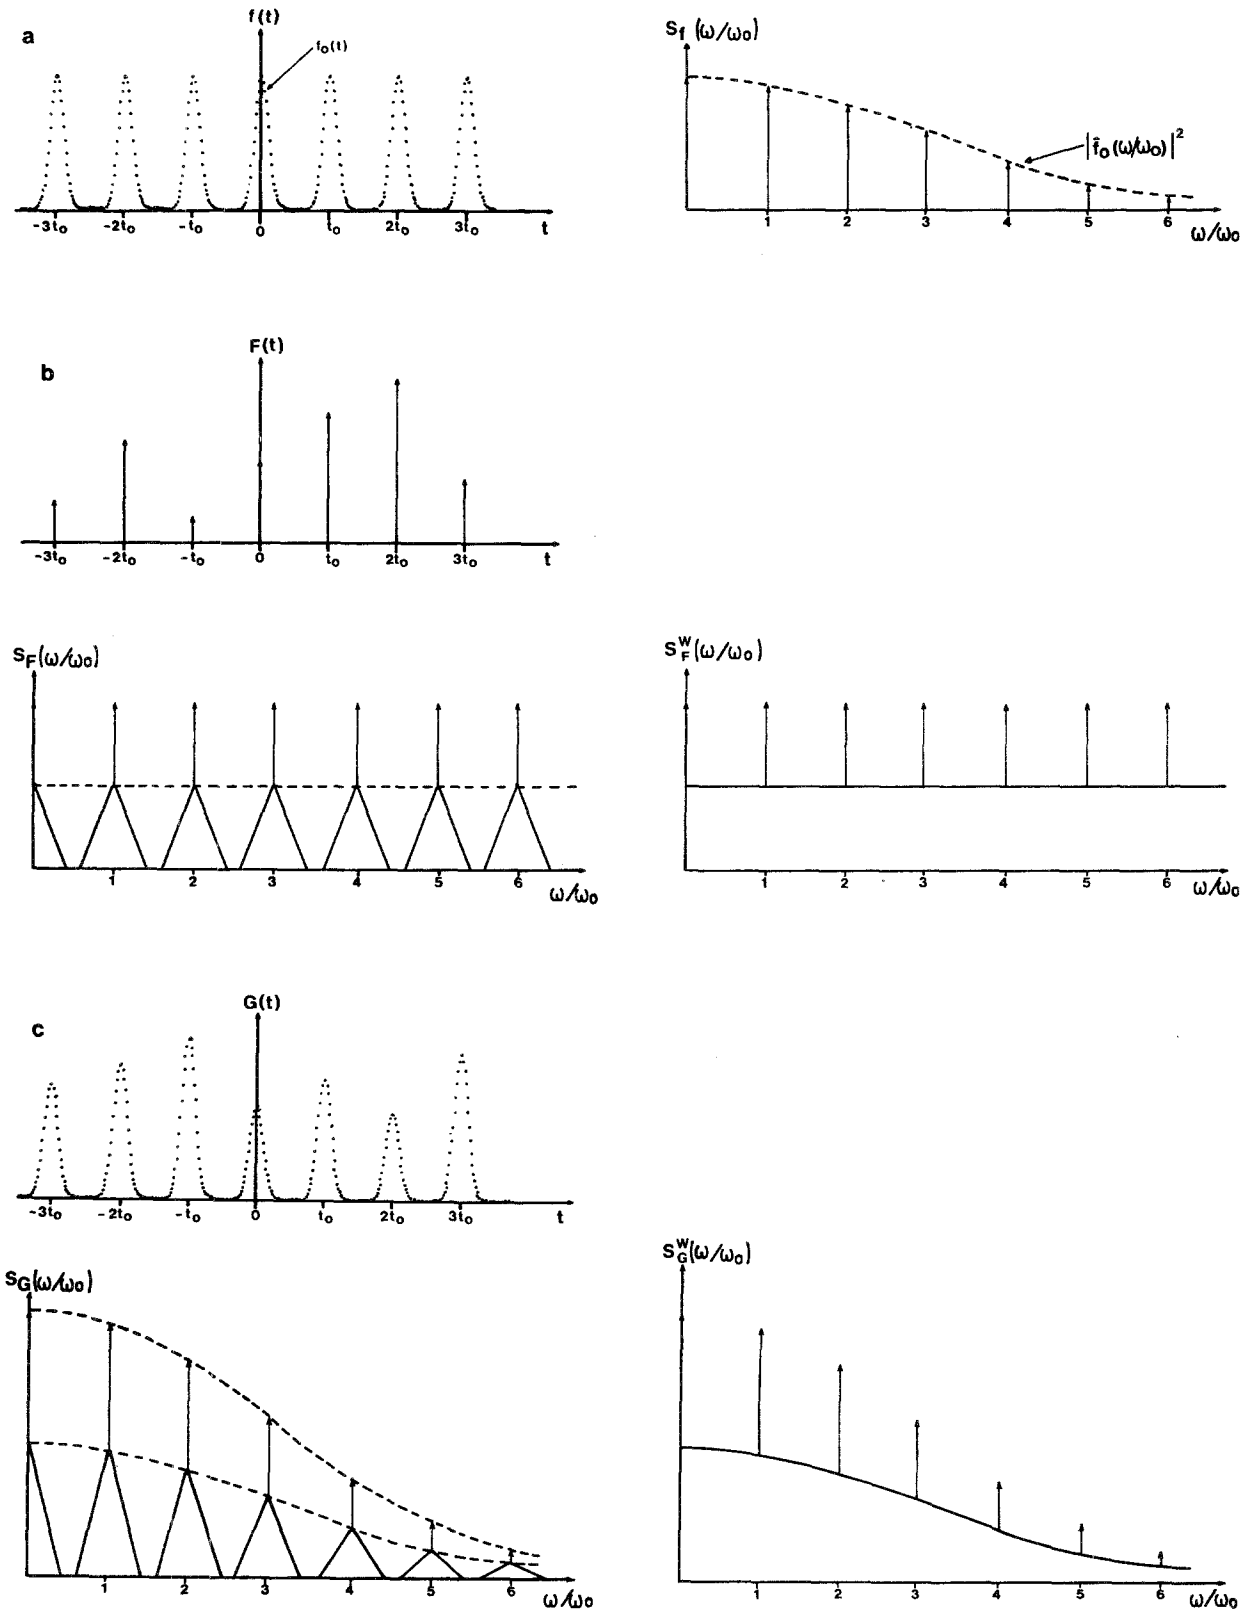 a
f(t)
f₀(t)
-3t₀ -2t₀ -t₀ 0 t₀ 2t₀ 3t₀ t
S_f (ω/ω₀)
|f̂₀(ω/ω₀)|²
1 2 3 4 5 6
ω/ω₀
b
F(t)
-3t₀ -2t₀ -t₀ 0 t₀ 2t₀ 3t₀ t
S_F(ω/ω₀)
1 2 3 4 5 6
ω/ω₀
S_F^W(ω/ω₀)
1 2 3 4 5 6 ω/ω₀
c
G(t)
-3t₀ -2t₀ -t₀ 0 t₀ 2t₀ 3t₀ t
S_G(ω/ω₀)
1 2 3 4 5 6 ω/ω₀
S_G^W(ω/ω₀)
1 2 3 4 5 6 ω/ω₀